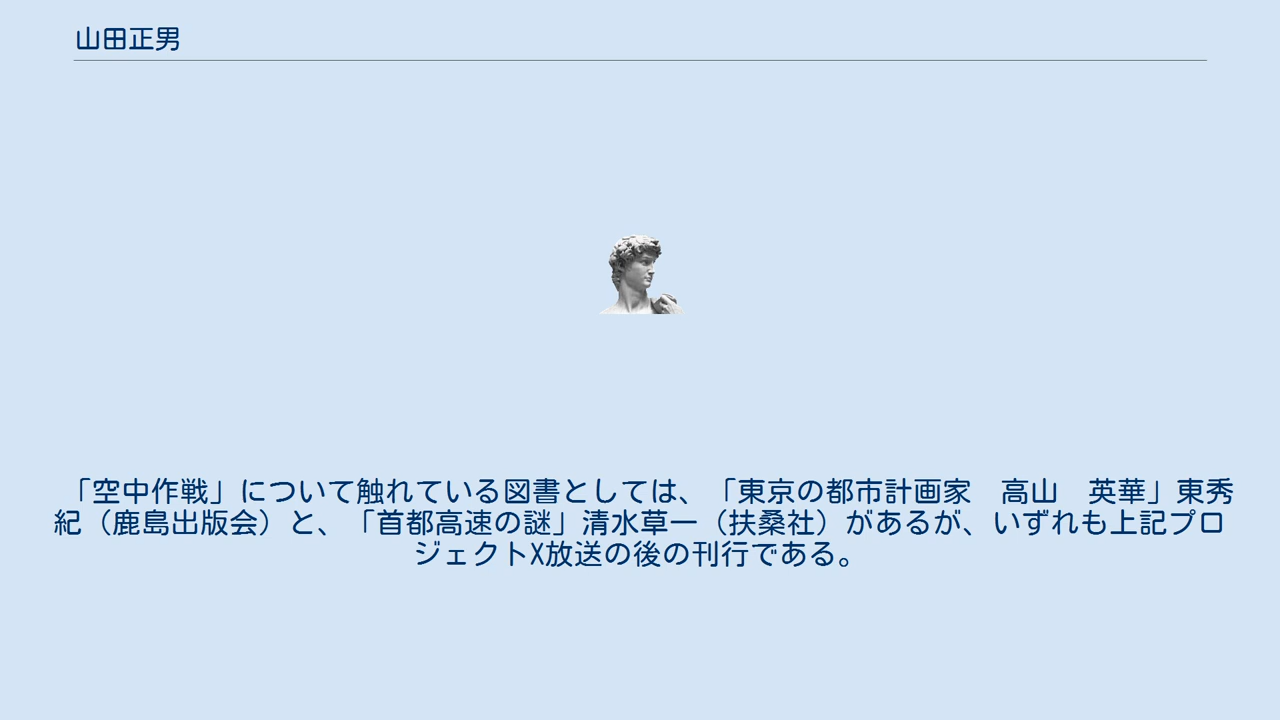 山田正男
「空中作戦」について触れている図書としては、「東京の都市計画家　高山　英華」東秀
紀（鹿島出版会）と、「首都高速の謎」清水草一（扶桑社）があるが、いずれも上記プロ
ジェクトX放送の後の刊行である。